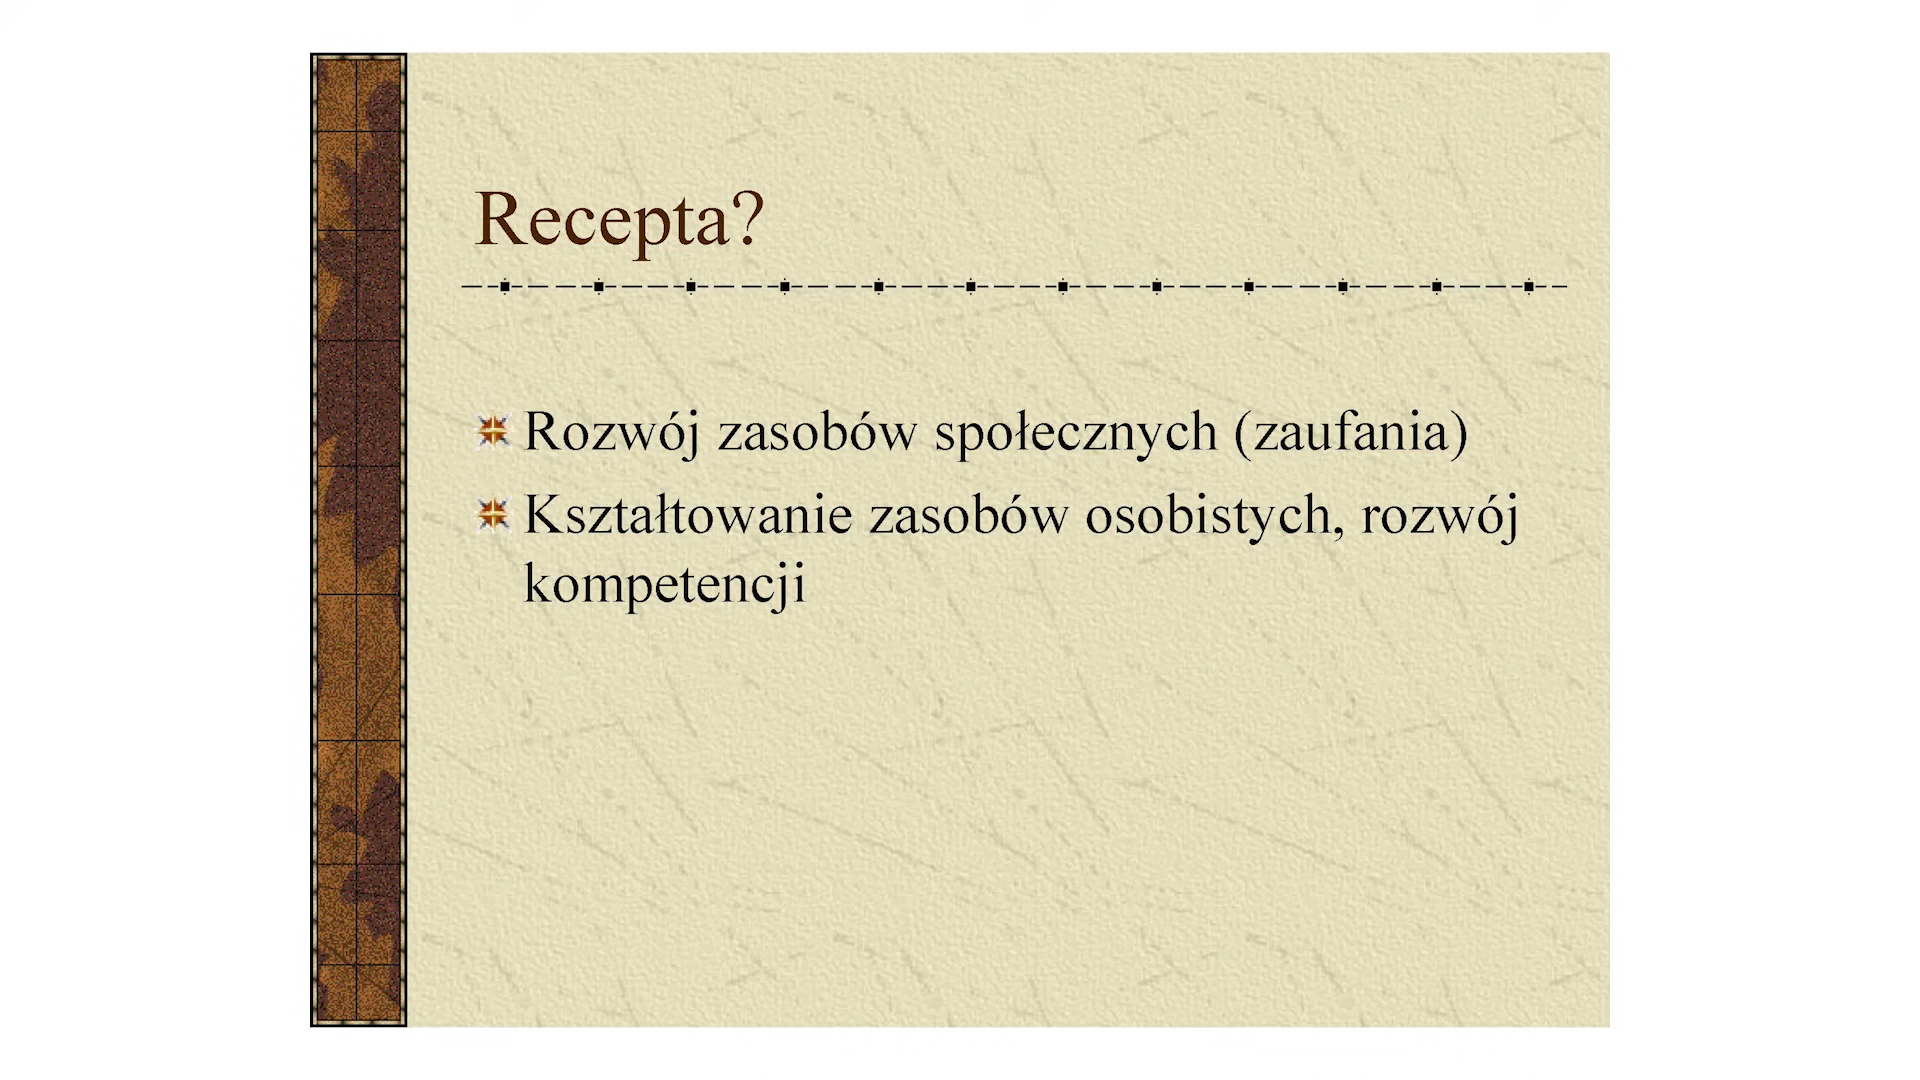 Recepta?
Rozwój zasobów społecznych (zaufania)
Kształtowanie zasobów osobistych, rozwój
kompetencji